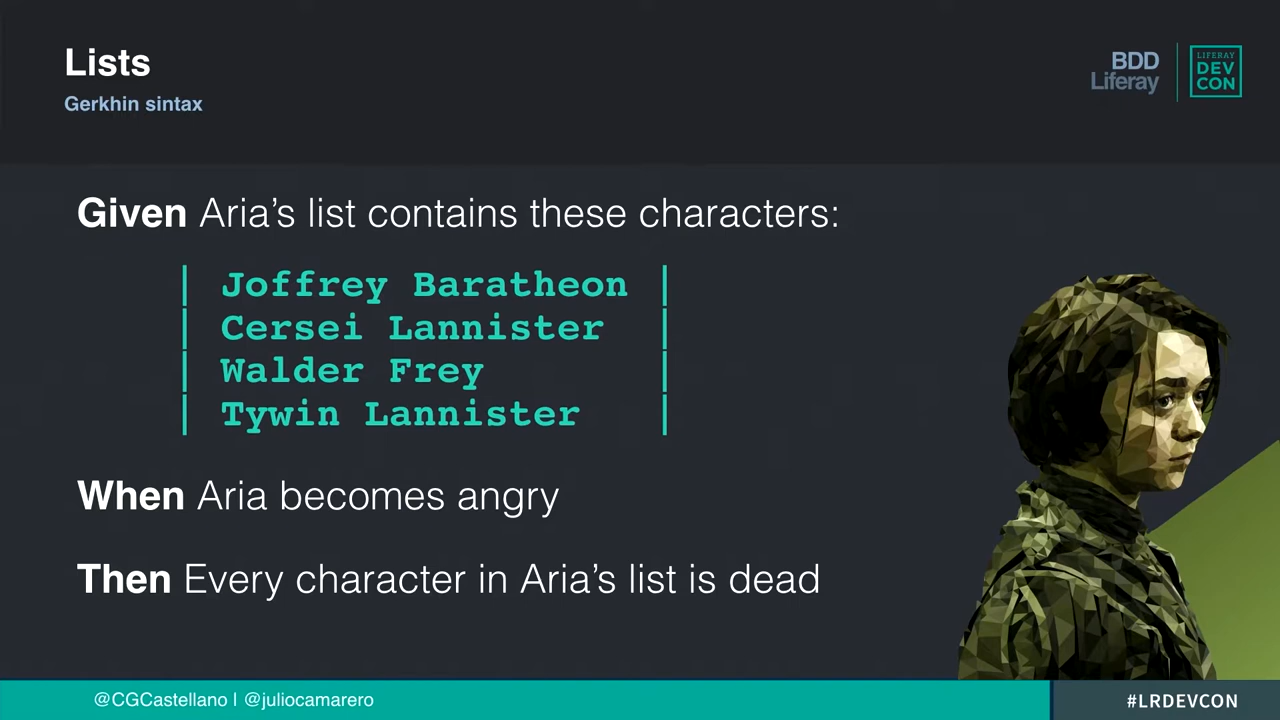 Lists
Gerkhin sintax
BDD
Liferay
LIFERAY
DEV
CON
Given Aria’s list contains these characters:
| Joffrey Baratheon |
| Cersei Lannister |
| Walder Frey |
| Tywin Lannister |
When Aria becomes angry
Then Every character in Aria’s list is dead
@CGCastellano | @juliocamarero
#LRDEVCON